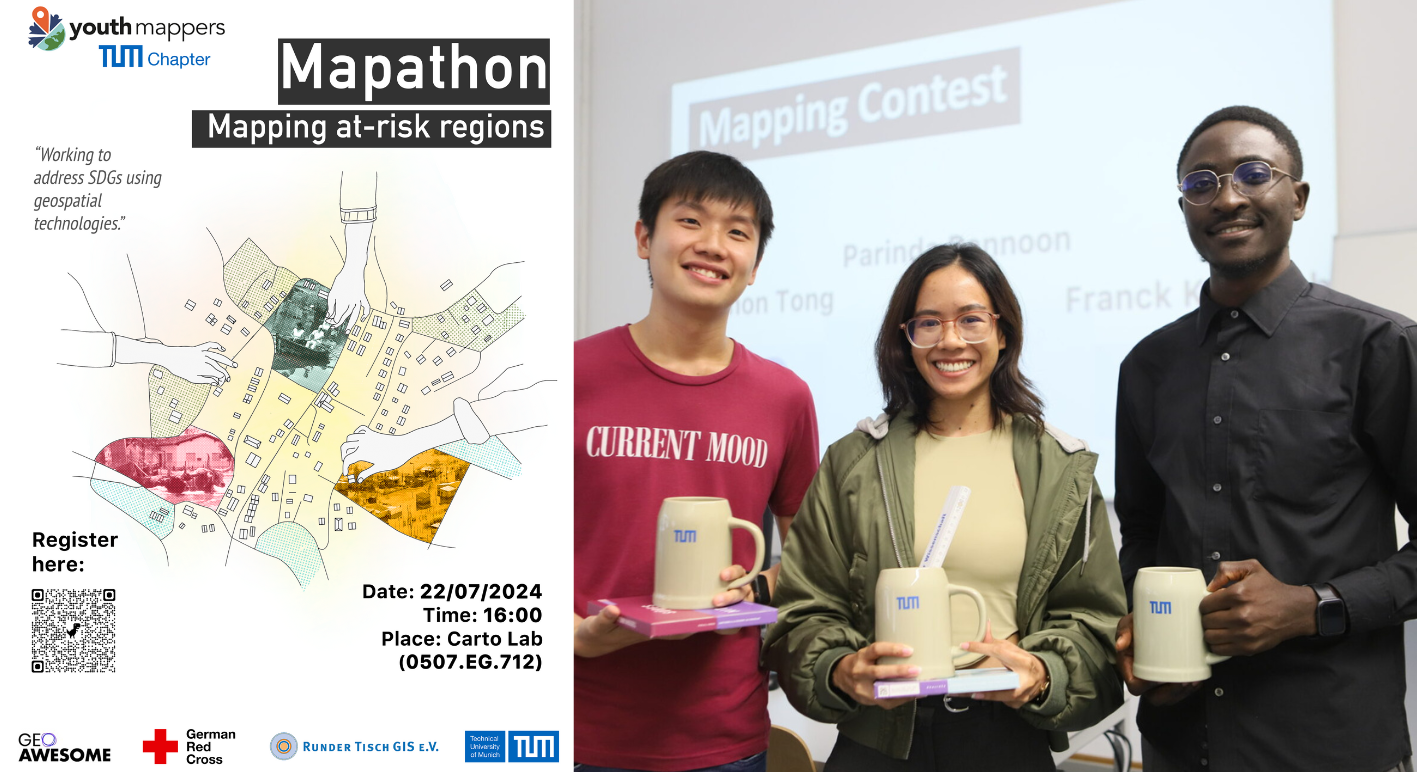 youthmappers
TUM Chapter
Mapathon
Mapping at-risk regions
“Working to
address SDGs using
geospatial
technologies.”
Register
here:
Date: 22/07/2024
Time: 16:00
Place: Carto Lab
(0507.EG.712)
GEO
AWESOME
German
Red
Cross
RUNDER TISCH GIS E.V.
Technical
University
of Munich
TUM
Mapping Contest
Parinda
Tong
Franck
CURRENT MOOD
TUM
TUM
TUM